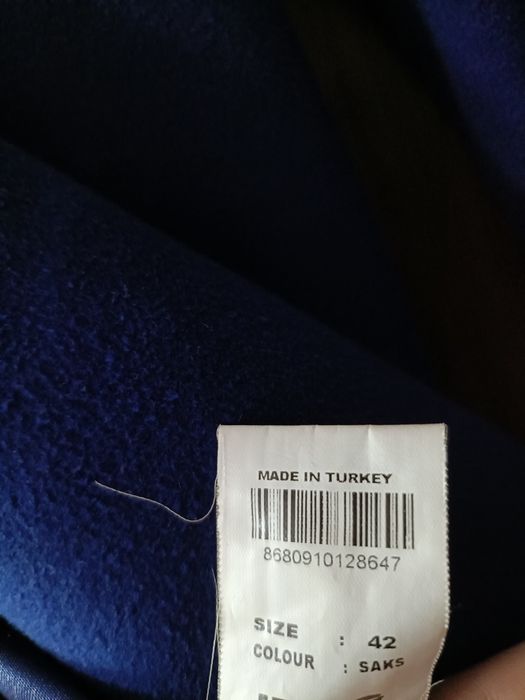 MADE IN TURKEY
8680910128647
SIZE : 42
COLOUR : SAKS